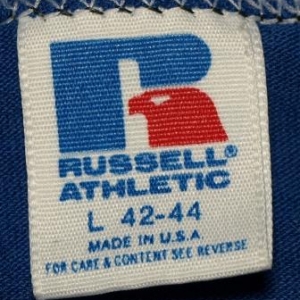 R
RUSSELL®
ATHLETIC
L 42-44
MADE IN U.S.A
FOR CARE & CONTENT SEE REVERSE